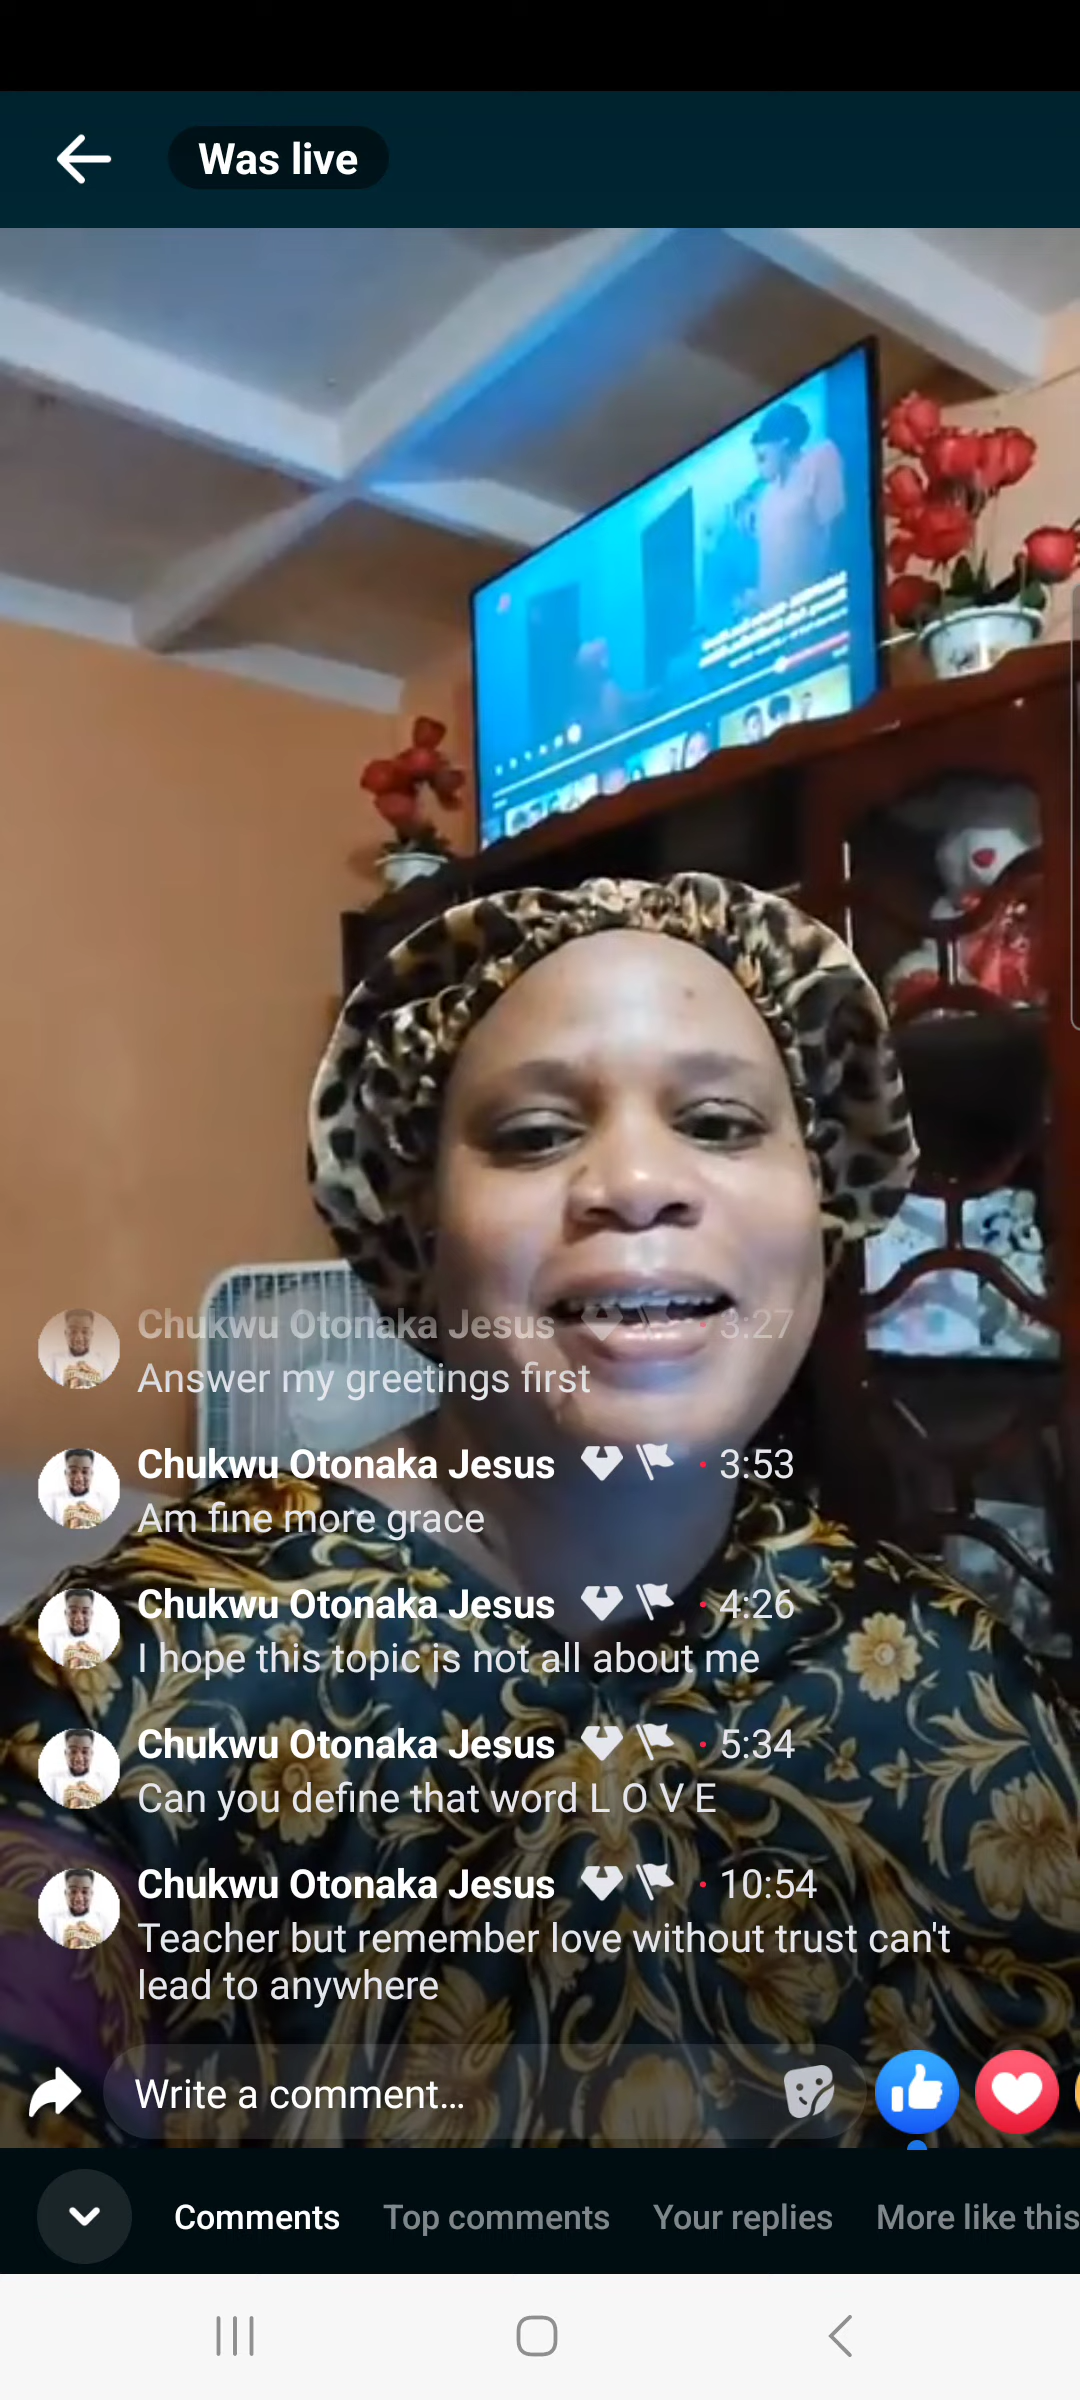 Was live
Chukwu Otonaka Jesus · 3:27
Answer my greetings first
Chukwu Otonaka Jesus · 3:53
Am fine more grace
Chukwu Otonaka Jesus · 4:26
I hope this topic is not all about me
Chukwu Otonaka Jesus · 5:34
Can you define that word L O V E
Chukwu Otonaka Jesus · 10:54
Teacher but remember love without trust can't
lead to anywhere
Write a comment...
Comments Top comments Your replies More like this